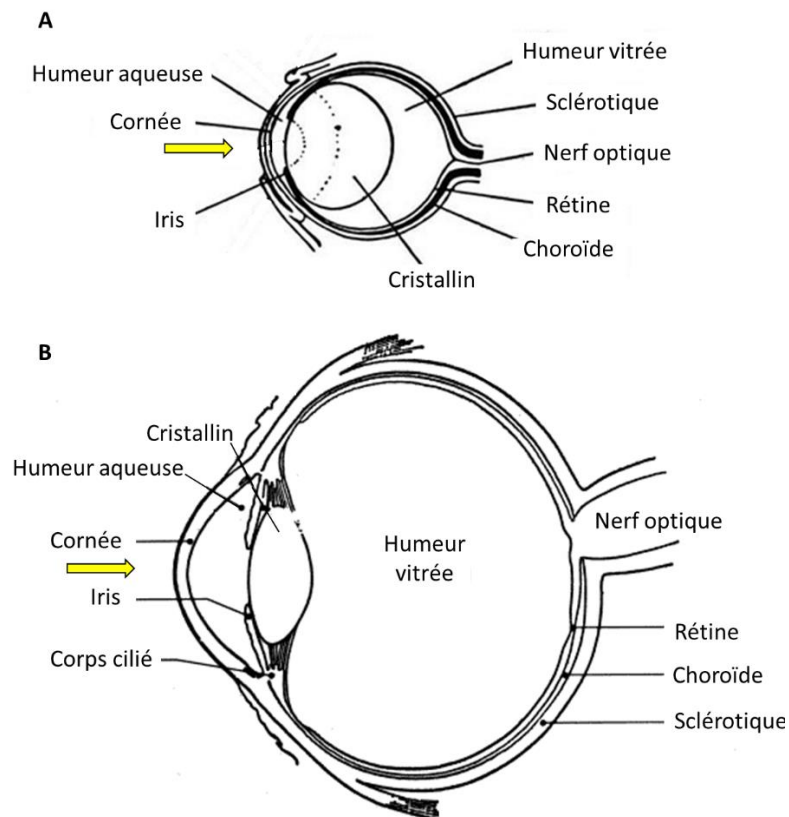 A
Humeur vitrée
Humeur aqueuse
Sclérotique
Cornée
Nerf optique
Rétine
Iris
Choroïde
Cristallin
B
Cristallin
Humeur aqueuse
Nerf optique
Cornée
Humeur
vitrée
Iris
Rétine
Corps cilié
Choroïde
Sclérotique